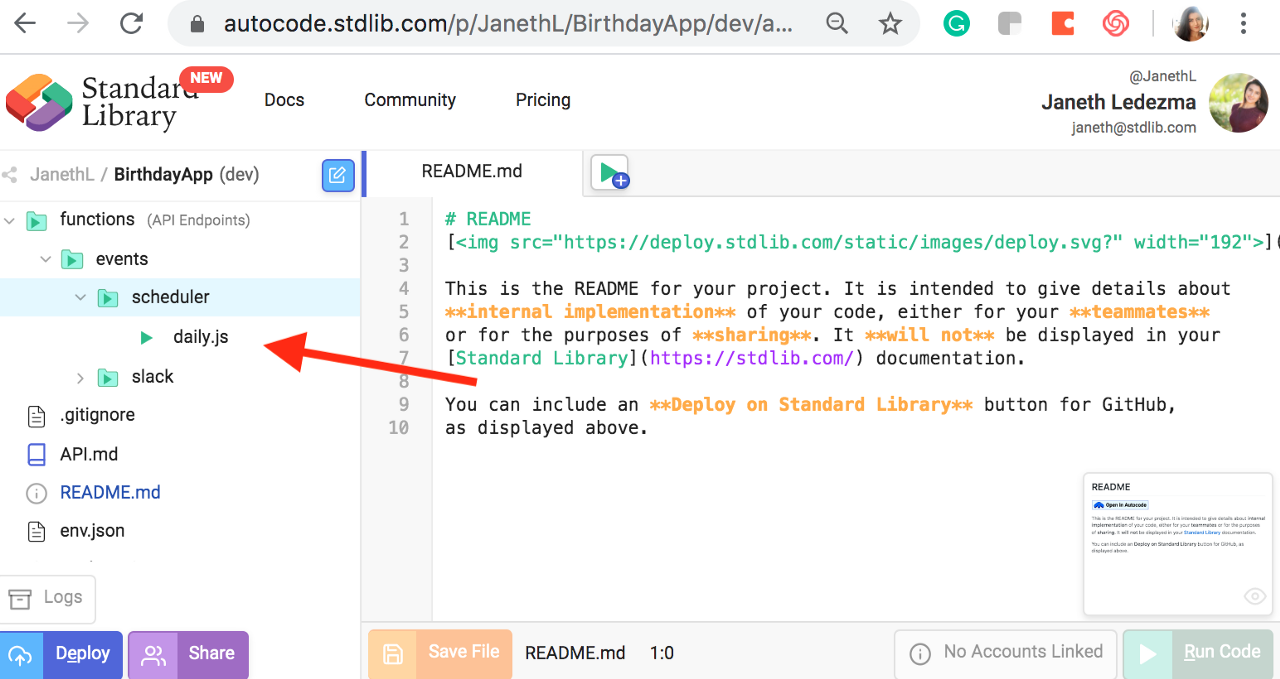 autocode.stdlib.com/p/JanethL/BirthdayApp/dev/a...
NEW
Standard
Library
Docs
Community
Pricing
@JanethL
Janeth Ledezma
janeth@stdlib.com
JanethL / BirthdayApp (dev)
README.md
functions (API Endpoints)
events
scheduler
daily.js
slack
.gitignore
API.md
README.md
env.json
Logs
Deploy
Share
1 # README
2 [<img src="https://deploy.stdlib.com/static/images/deploy.svg?" width="192">](
3
4 This is the README for your project. It is intended to give details about
5 **internal implementation** of your code, either for your **teammates**
6 or for the purposes of **sharing**. It **will not** be displayed in your
7 [Standard Library](https://stdlib.com/) documentation.
8
9 You can include an **Deploy on Standard Library** button for GitHub,
10 as displayed above.
README
Open in Autocode
This is the README for your project. It is intended to give details about internal
implementation of your code, either for your teammates or for the purposes
of sharing. It will not be displayed in your Standard Library documentation.
You can include an Deploy on Standard Library button for GitHub, as
displayed above.
Save File
README.md
1:0
No Accounts Linked
Run Code